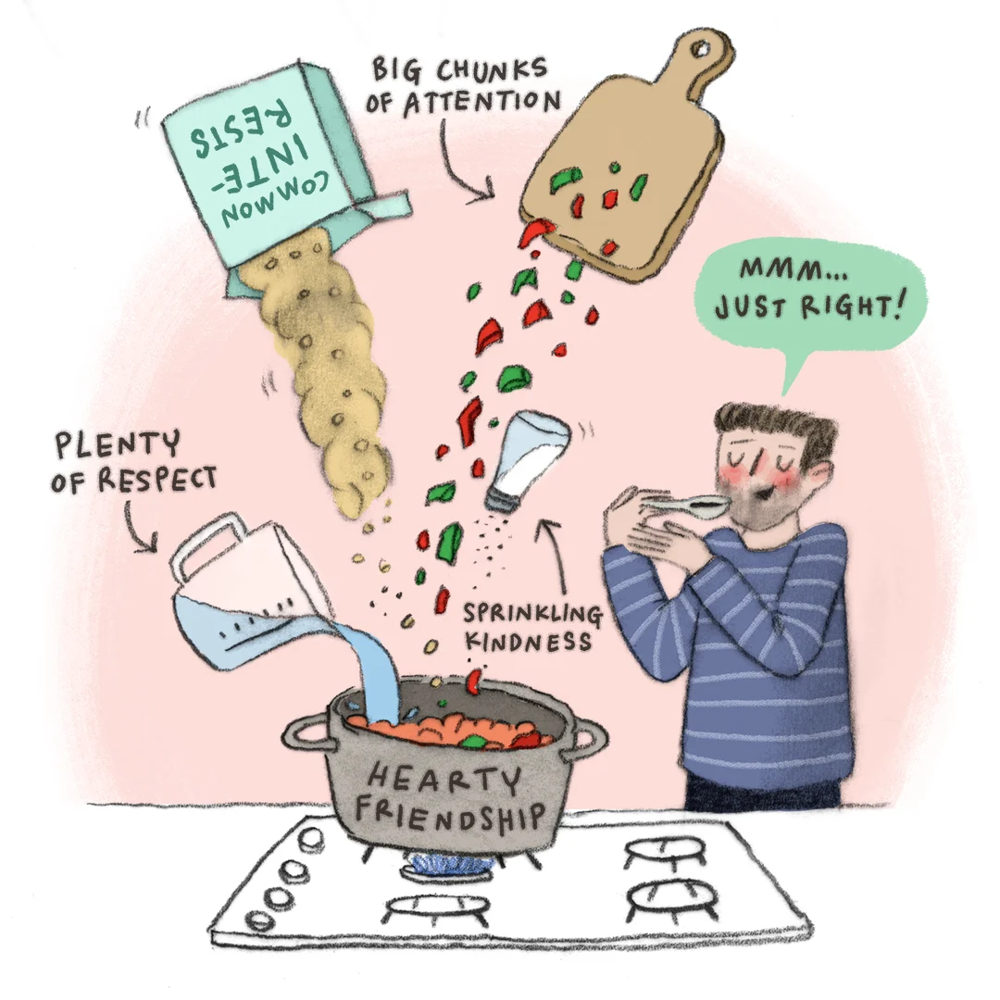 BIG CHUNKS
OF ATTENTION
COMMON
INTE-
RESTS
MMM...
JUST RIGHT!
PLENTY
OF RESPECT
SPRINKLING
KINDNESS
HEARTY
FRIENDSHIP